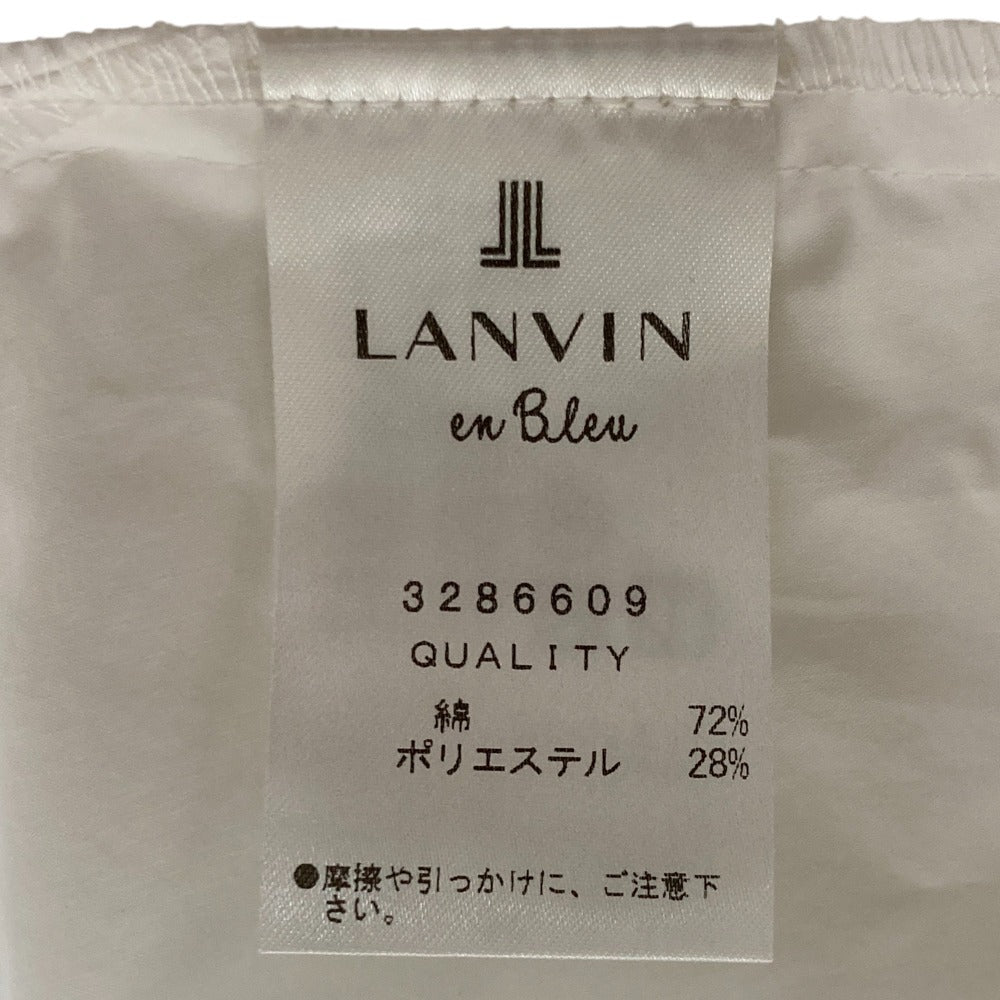 LANVIN
en Bleu
3286609
QUALITY
綿 72%
ポリエステル 28%
●摩擦や引っかけに、ご注意下
さい。